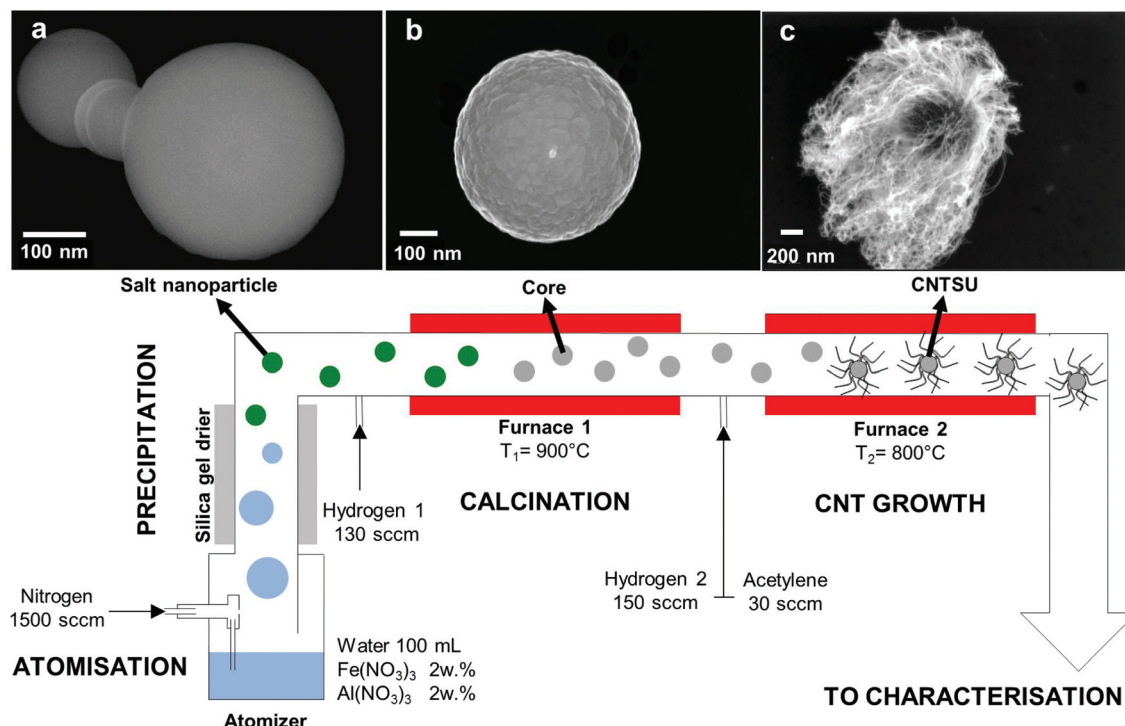 a
b
c
100 nm
100 nm
200 nm
Salt nanoparticle
Core
CNTSU
PRECIPITATION
Silica gel drier
Furnace 1
T₁= 900°C
Furnace 2
T₂= 800°C
CALCINATION
CNT GROWTH
Hydrogen 1
130 sccm
Hydrogen 2
150 sccm
Acetylene
30 sccm
Nitrogen
1500 sccm
ATOMISATION
Water 100 mL
Fe(NO₃)₃ 2w.%
Al(NO₃)₃ 2w.%
Atomizer
TO CHARACTERISATION